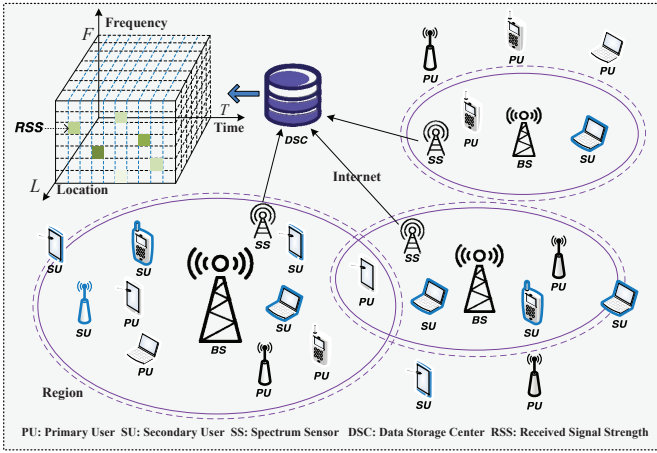 Frequency
F
RSS
T
Time
L
Location
DSC
Internet
PU
PU
PU
PU
SS
BS
SU
SS
SU
SU
SU
SS
PU
SU
PU
SU
PU
BS
SU
PU
PU
SU
BS
PU
SU
SU
Region
SU
PU
PU: Primary User SU: Secondary User SS: Spectrum Sensor DSC: Data Storage Center RSS: Received Signal Strength